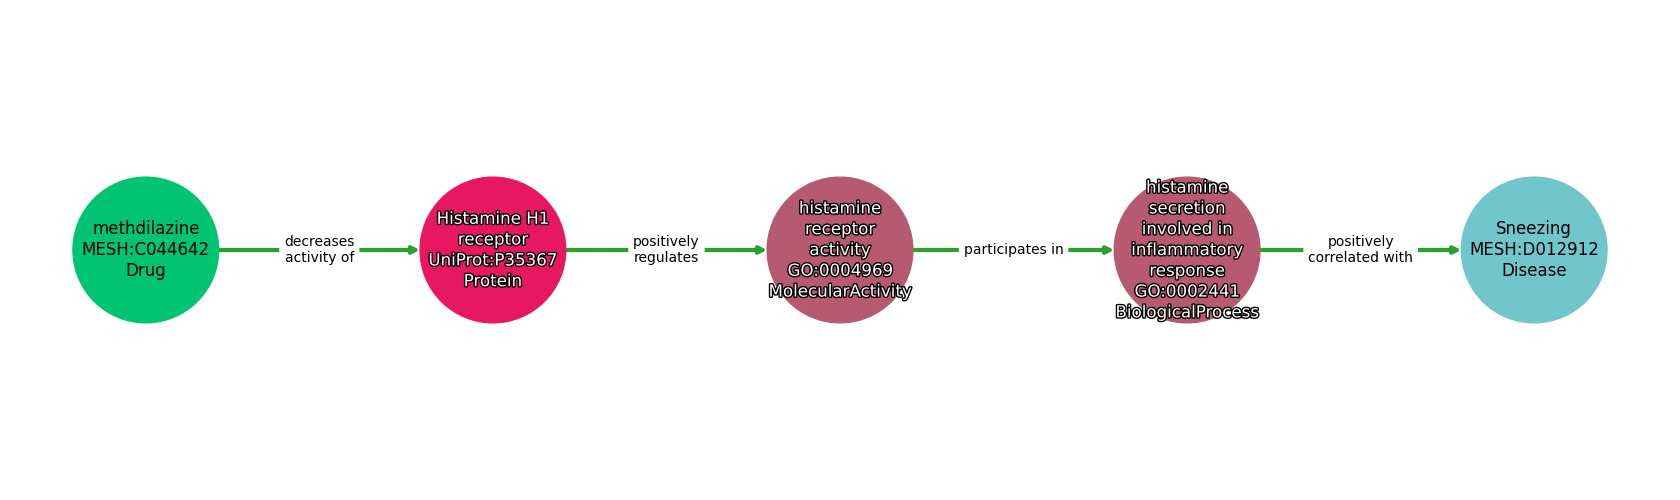 methdilazine
MESH:C044642
Drug
decreases
activity of
Histamine H1
receptor
UniProt:P35367
Protein
positively
regulates
histamine
receptor
activity
GO:0004969
MolecularActivity
participates in
histamine
secretion
involved in
inflammatory
response
GO:0002441
BiologicalProcess
positively
correlated with
Sneezing
MESH:D012912
Disease